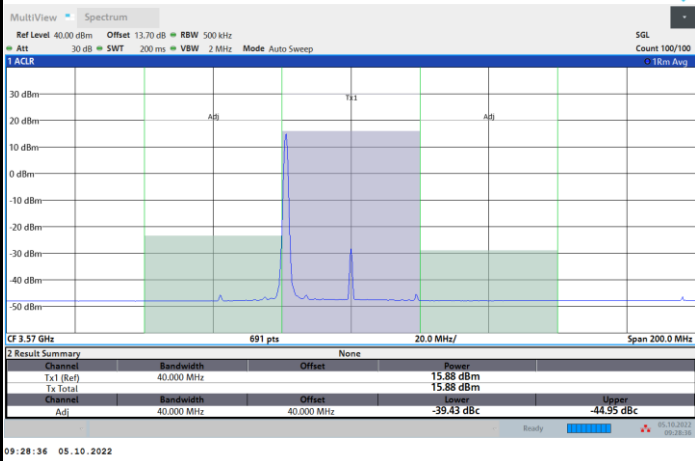 MultiView Spectrum
Ref Level 40.00 dBm Offset 13.70 dB RBW 500 kHz SGL
Att 30 dB SWT 200 ms VBW 2 MHz Mode Auto Sweep Count 100/100
1 ACLR 1Rm Avg
30 dBm
Tx1
20 dBm Adj Adj
10 dBm
0 dBm
-10 dBm
-20 dBm
-30 dBm
-40 dBm
-50 dBm
CF 3.57 GHz 691 pts 20.0 MHz/ Span 200.0 MHz
2 Result Summary None
Channel Bandwidth Offset Power
Tx1 (Ref) 40.000 MHz 15.88 dBm
Tx Total 15.88 dBm
Channel Bandwidth Offset Lower Upper
Adj 40.000 MHz 40.000 MHz -39.43 dBc -44.95 dBc
Ready 05.10.2022
09:28:36
09:28:36 05.10.2022